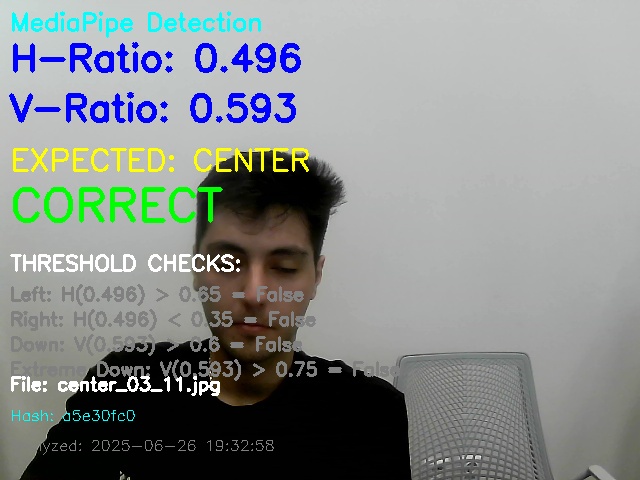 MediaPipe Detection
H-Ratio: 0.496
V-Ratio: 0.593
EXPECTED: CENTER
CORRECT
THRESHOLD CHECKS:
Left: H(0.496) > 0.65 = False
Right: H(0.496) < 0.35 = False
Down: V(0.593) > 0.6 = False
Extreme Down: V(0.593) > 0.75 = False
File: center_03_11.jpg
Hash: a5e30fc0
lyzed: 2025-06-26 19:32:58